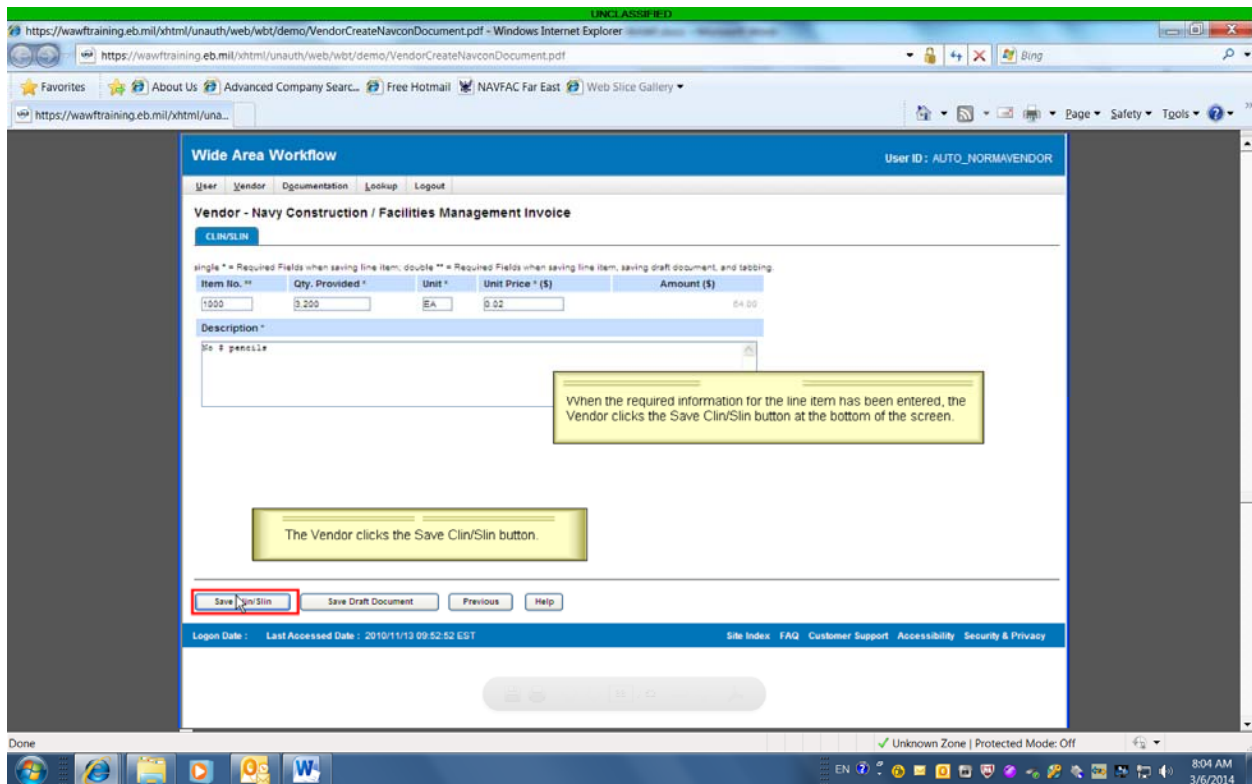 UNCLASSIFIED
https://wawftraining.eb.mil/xhtml/unauth/web/wbt/demo/VendorCreateNavconDocument.pdf - Windows Internet Explorer
https://wawftraining.eb.mil/xhtml/unauth/web/wbt/demo/VendorCreateNavconDocument.pdf
Bing
Favorites About Us Advanced Company Searc... Free Hotmail NAVFAC Far East Web Slice Gallery
https://wawftraining.eb.mil/xhtml/una...
Page Safety Tools
Wide Area Workflow
User ID : AUTO_NORMAVENDOR
User Vendor Documentation Lookup Logout
Vendor - Navy Construction / Facilities Management Invoice
CLIN/SLIN
single * = Required Fields when saving line item; double ** = Required Fields when saving line item, saving draft document, and tabbing.
Item No. ** Qty. Provided * Unit * Unit Price * ($) Amount ($)
1000 3,200 EA 0.02 64.00
Description *
No # pencils
When the required information for the line item has been entered, the
Vendor clicks the Save Clin/Slin button at the bottom of the screen.
The Vendor clicks the Save Clin/Slin button.
Save Clin/Slin Save Draft Document Previous Help
Logon Date : Last Accessed Date : 2010/11/13 09:52:52 EST
Site Index FAQ Customer Support Accessibility Security & Privacy
Done
Unknown Zone | Protected Mode: Off
EN
8:04 AM
3/6/2014